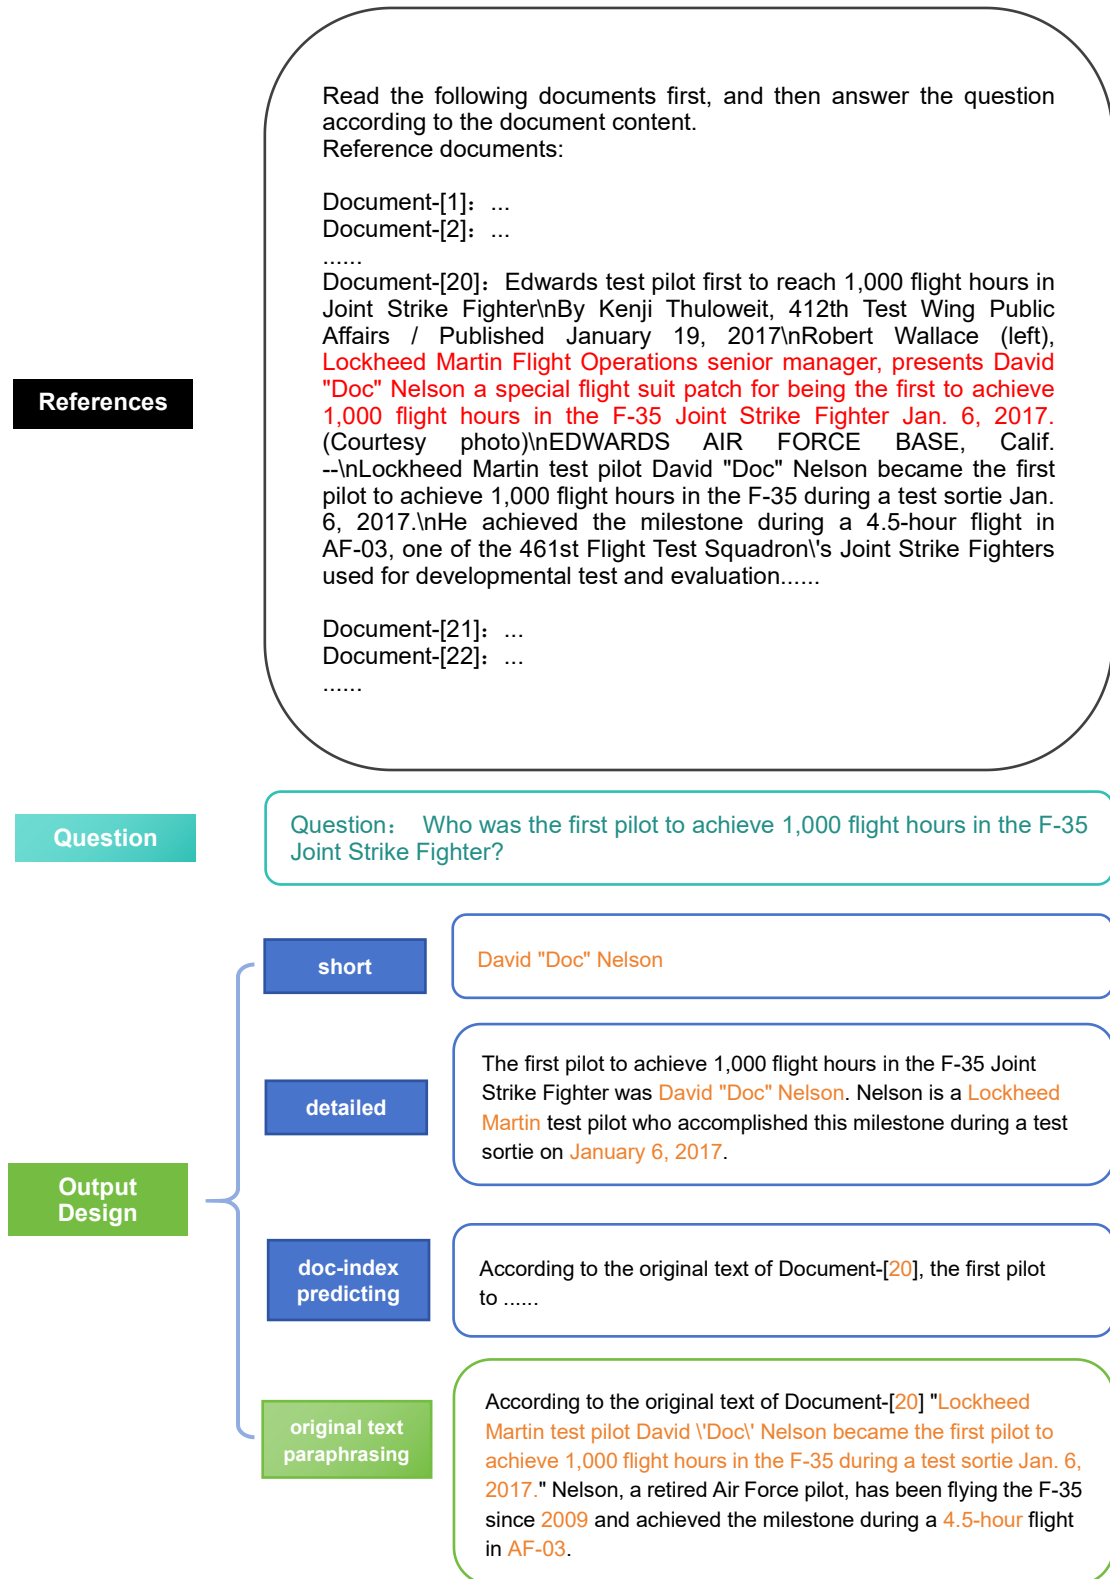 Read the following documents first, and then answer the question
according to the document content.
Reference documents:
Document-[1]：...
Document-[2]：...
......
Document-[20]：Edwards test pilot first to reach 1,000 flight hours in
Joint Strike Fighter\nBy Kenji Thuloweit, 412th Test Wing Public
Affairs / Published January 19, 2017\nRobert Wallace (left),
Lockheed Martin Flight Operations senior manager, presents David
"Doc" Nelson a special flight suit patch for being the first to achieve
1,000 flight hours in the F-35 Joint Strike Fighter Jan. 6, 2017.
(Courtesy photo)\nEDWARDS AIR FORCE BASE, Calif.
--\nLockheed Martin test pilot David "Doc" Nelson became the first
pilot to achieve 1,000 flight hours in the F-35 during a test sortie Jan.
6, 2017.\nHe achieved the milestone during a 4.5-hour flight in
AF-03, one of the 461st Flight Test Squadron\'s Joint Strike Fighters
used for developmental test and evaluation......
Document-[21]：...
Document-[22]：...
......
References
Question
Question： Who was the first pilot to achieve 1,000 flight hours in the F-35
Joint Strike Fighter?
Output
Design
short
David "Doc" Nelson
detailed
The first pilot to achieve 1,000 flight hours in the F-35 Joint
Strike Fighter was David "Doc" Nelson. Nelson is a Lockheed
Martin test pilot who accomplished this milestone during a test
sortie on January 6, 2017.
doc-index
predicting
According to the original text of Document-[20], the first pilot
to ......
original text
paraphrasing
According to the original text of Document-[20] "Lockheed
Martin test pilot David \'Doc\' Nelson became the first pilot to
achieve 1,000 flight hours in the F-35 during a test sortie Jan. 6,
2017." Nelson, a retired Air Force pilot, has been flying the F-35
since 2009 and achieved the milestone during a 4.5-hour flight
in AF-03.